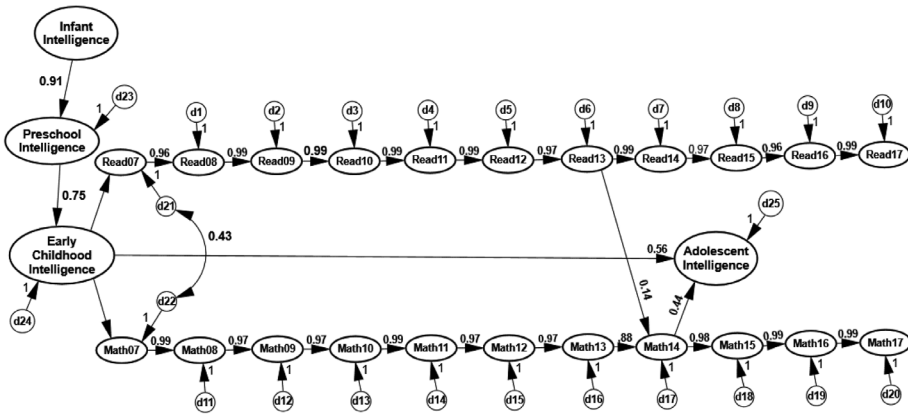 Infant
Intelligence
0.91
d23
1
Preschool
Intelligence
0.75
Early
Childhood
Intelligence
1
d24
d1 d2 d3 d4 d5 d6 d7 d8 d9 d10
1 1 1 1 1 1 1 1 1 1
Read07 0.96 Read08 0.99 Read09 0.99 Read10 0.99 Read11 0.99 Read12 0.97 Read13 0.99 Read14 0.97 Read15 0.96 Read16 0.99 Read17
1
d21
0.43
d22
1
0.56
0.14
0.44
d25
1
Adolescent
Intelligence
Math07 0.99 Math08 0.97 Math09 0.97 Math10 0.99 Math11 0.97 Math12 0.97 Math13 .88 Math14 0.98 Math15 0.99 Math16 0.99 Math17
1 1 1 1 1 1 1 1 1 1
d11 d12 d13 d14 d15 d16 d17 d18 d19 d20